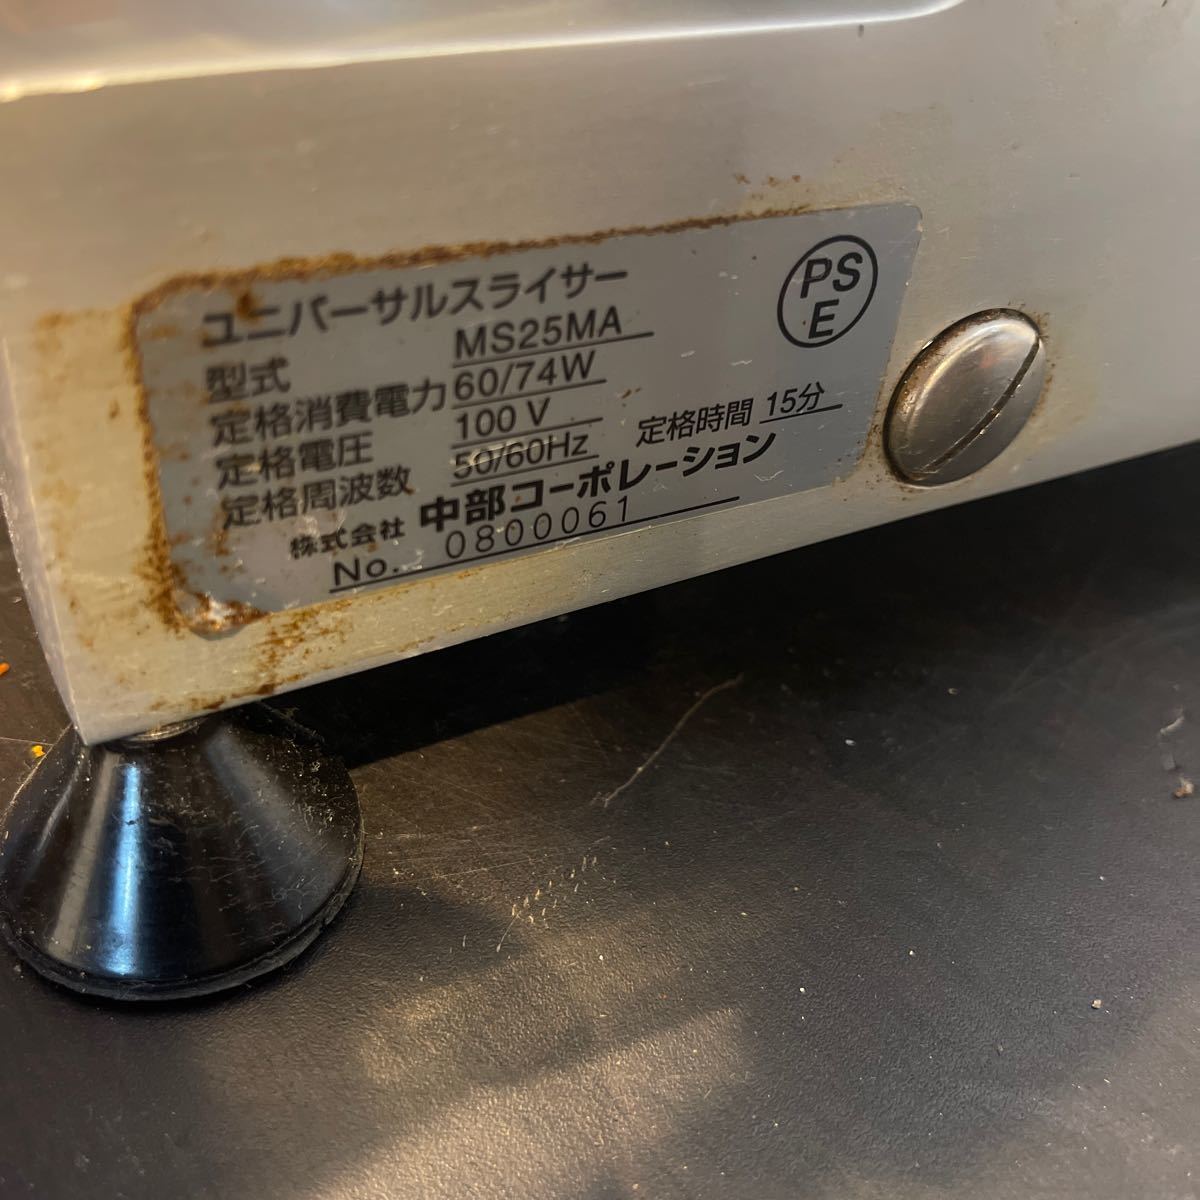 ユニバーサルスライサー
PS
E
型式 MS25MA
定格消費電力 60/74W
定格電圧 100V
定格周波数 50/60Hz 定格時間 15分
株式会社 中部コーポレーション
No. 0800061